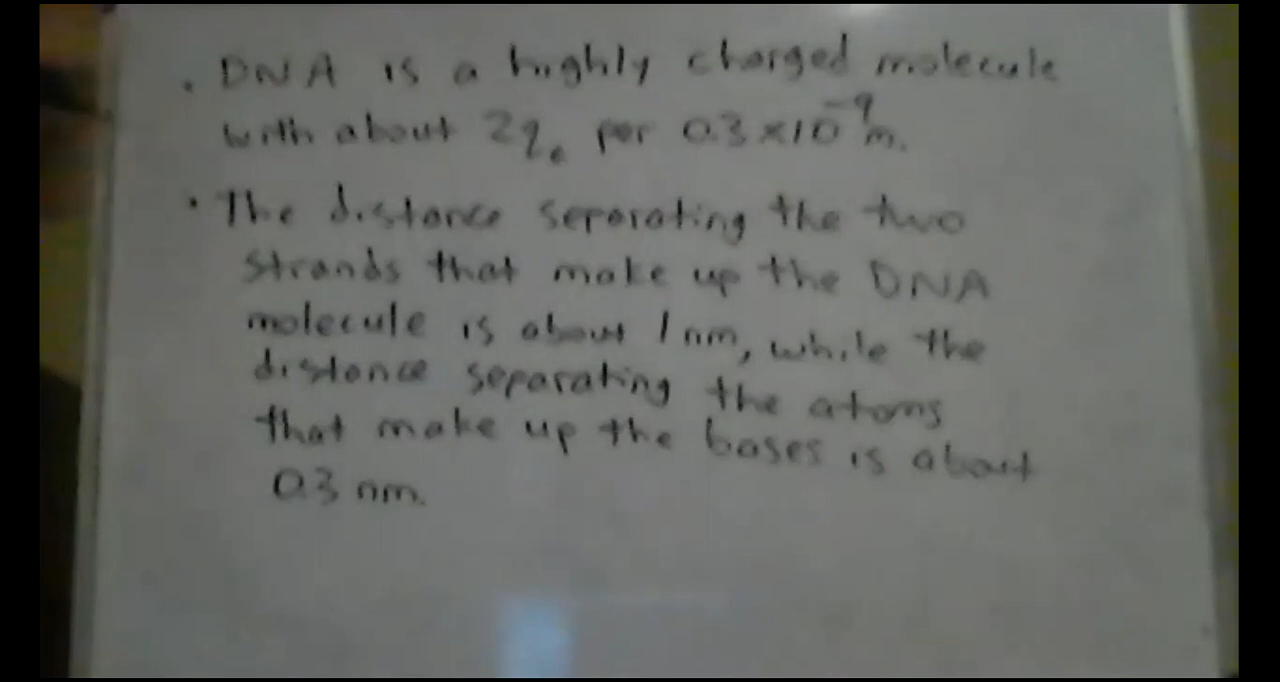 . DNA is a highly charged molecule
with about 2qₑ per 0.3 x10⁻⁹m.
• The distance separating the two
strands that make up the DNA
molecule is about 1 nm, while the
distance separating the atoms
that make up the bases is about
0.3 nm.